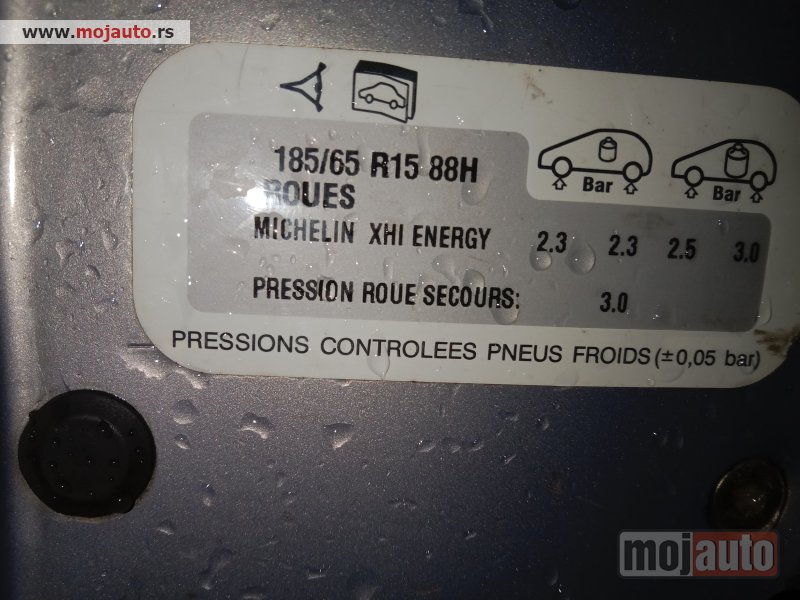 www.mojauto.rs
185/65 R15 88H
ROUES
Bar
Bar
MICHELIN XHI ENERGY 2.3 2.3 2.5 3.0
PRESSION ROUE SECOURS: 3.0
PRESSIONS CONTROLEES PNEUS FROIDS (±0,05 bar)
mojauto